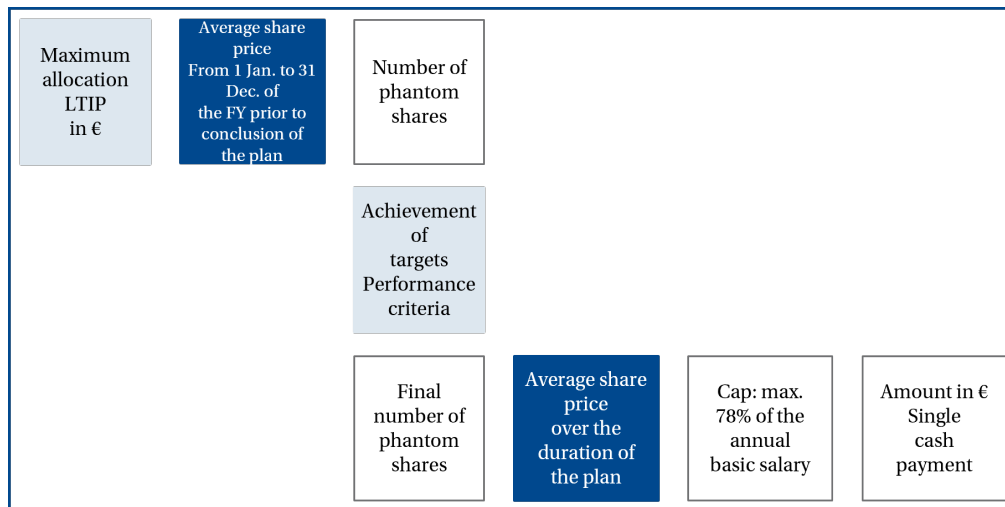 Maximum
allocation
LTIP
in €
Average share
price
From 1 Jan. to 31
Dec. of
the FY prior to
conclusion of
the plan
Number of
phantom
shares
Achievement
of
targets
Performance
criteria
Final
number of
phantom
shares
Average share
price
over the
duration of
the plan
Cap: max.
78% of the
annual
basic salary
Amount in €
Single
cash
payment